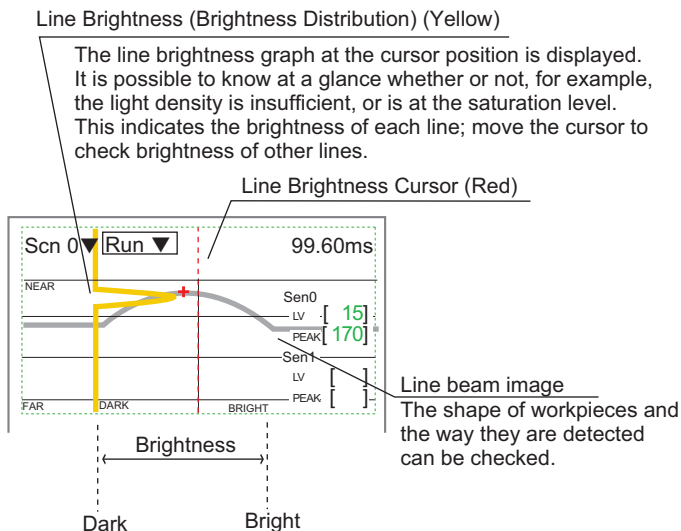 Line Brightness (Brightness Distribution) (Yellow)
The line brightness graph at the cursor position is displayed.
It is possible to know at a glance whether or not, for example,
the light density is insufficient, or is at the saturation level.
This indicates the brightness of each line; move the cursor to
check brightness of other lines.
Line Brightness Cursor (Red)
Scn 0▼ Run ▼ 99.60ms
NEAR
Sen0
LV [ 15]
PEAK [ 170]
Sen1
LV [ ]
PEAK [ ]
FAR DARK BRIGHT
Line beam image
The shape of workpieces and
the way they are detected
can be checked.
Brightness
Dark Bright